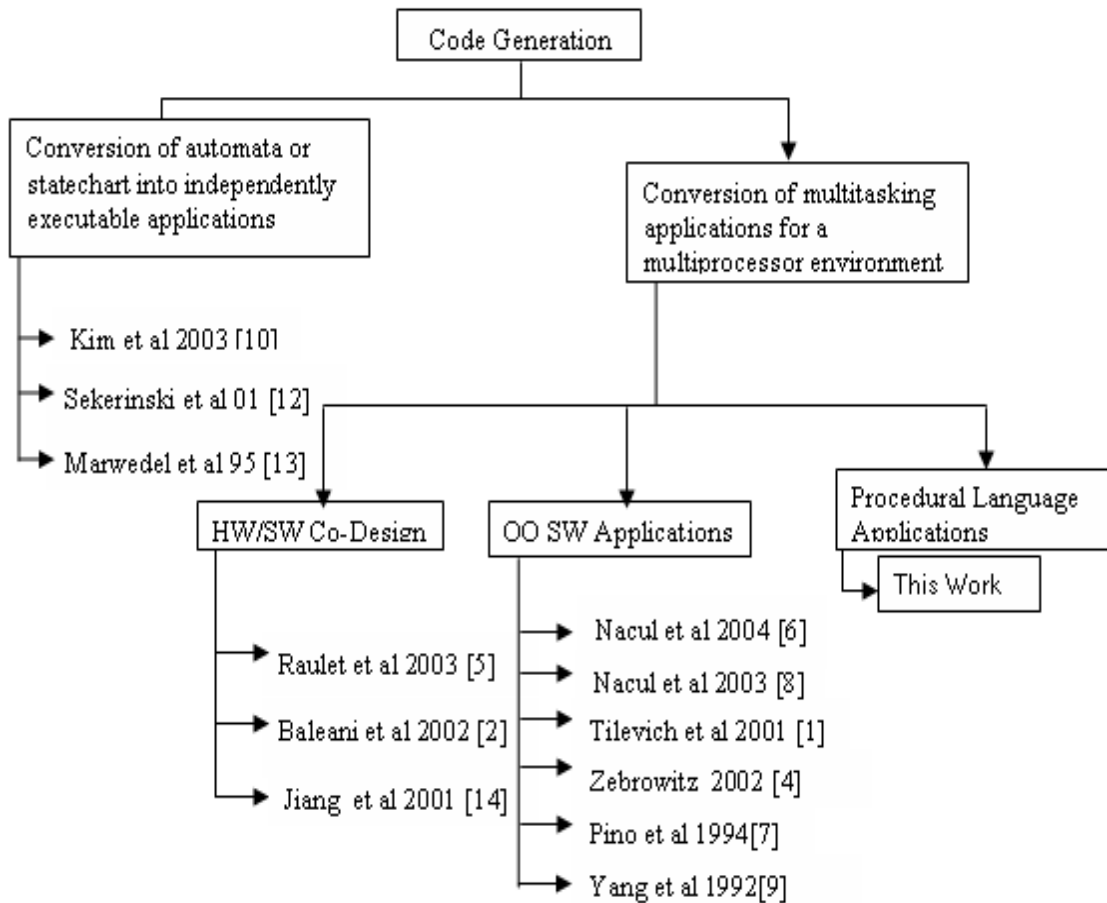 Code Generation
Conversion of automata or
statechart into independently
executable applications
Conversion of multitasking
applications for a
multiprocessor environment
Kim et al 2003 [10]
Sekerinski et al 01 [12]
Marwedel et al 95 [13]
HW/SW Co-Design
OO SW Applications
Procedural Language
Applications
This Work
Raulet et al 2003 [5]
Baleani et al 2002 [2]
Jiang et al 2001 [14]
Nacul et al 2004 [6]
Nacul et al 2003 [8]
Tilevich et al 2001 [1]
Zebrowitz 2002 [4]
Pino et al 1994[7]
Yang et al 1992[9]